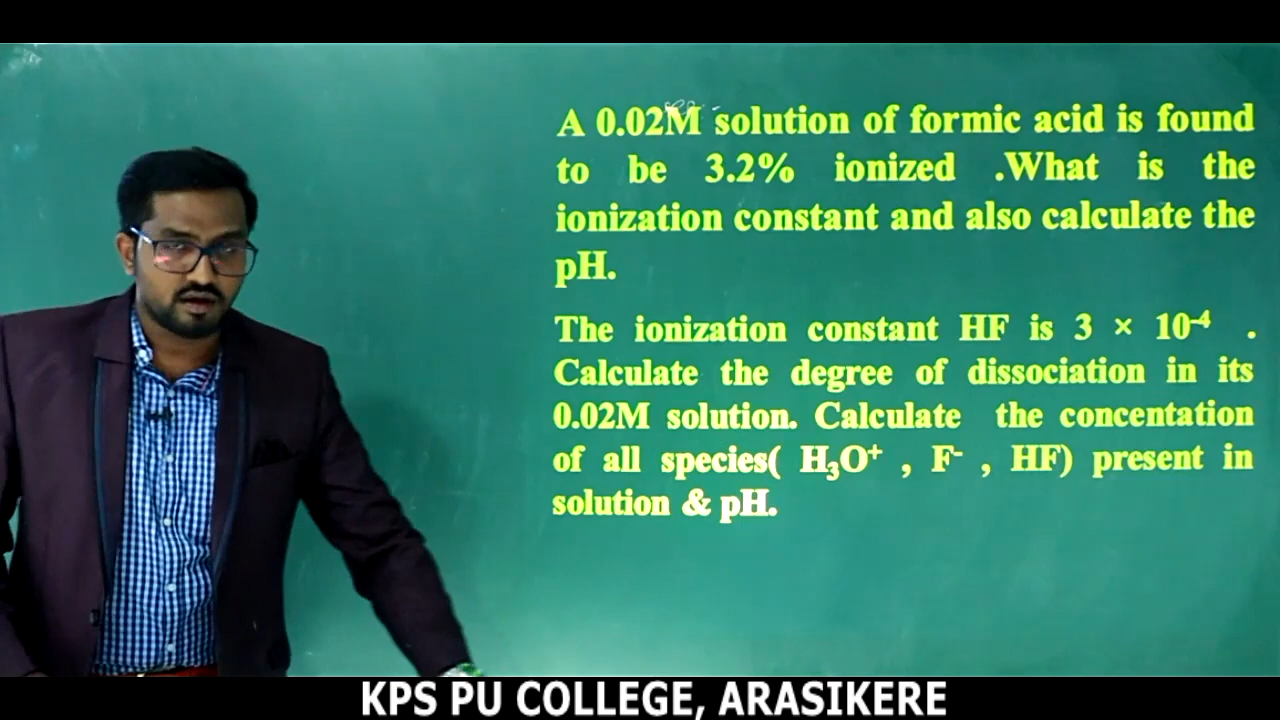 A 0.02M solution of formic acid is found
to be 3.2% ionized .What is the
ionization constant and also calculate the
pH.
The ionization constant HF is 3 × 10⁻⁴ .
Calculate the degree of dissociation in its
0.02M solution. Calculate the concentation
of all species( H₃O⁺ , F⁻ , HF) present in
solution & pH.
KPS PU COLLEGE, ARASIKERE